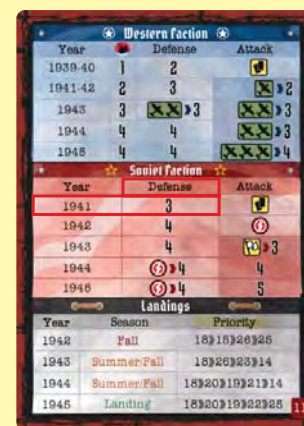 Western Faction
Year Defense Attack
1939-40 1 2
1941-42 2 3 2
1943 3 3 3
1944 4 4 3
1945 4 4 4
Soviet Faction
Year Defense Attack
1941 3
1942 4
1943 4 3
1944 4 4
1945 4 5
Landings
Year Season Priority
1942 Fall 18 15 26 25
1943 Summer/Fall 18 26 23 14
1944 Summer/Fall 18 20 19 21 14
1945 Landing 18 20 19 22 25